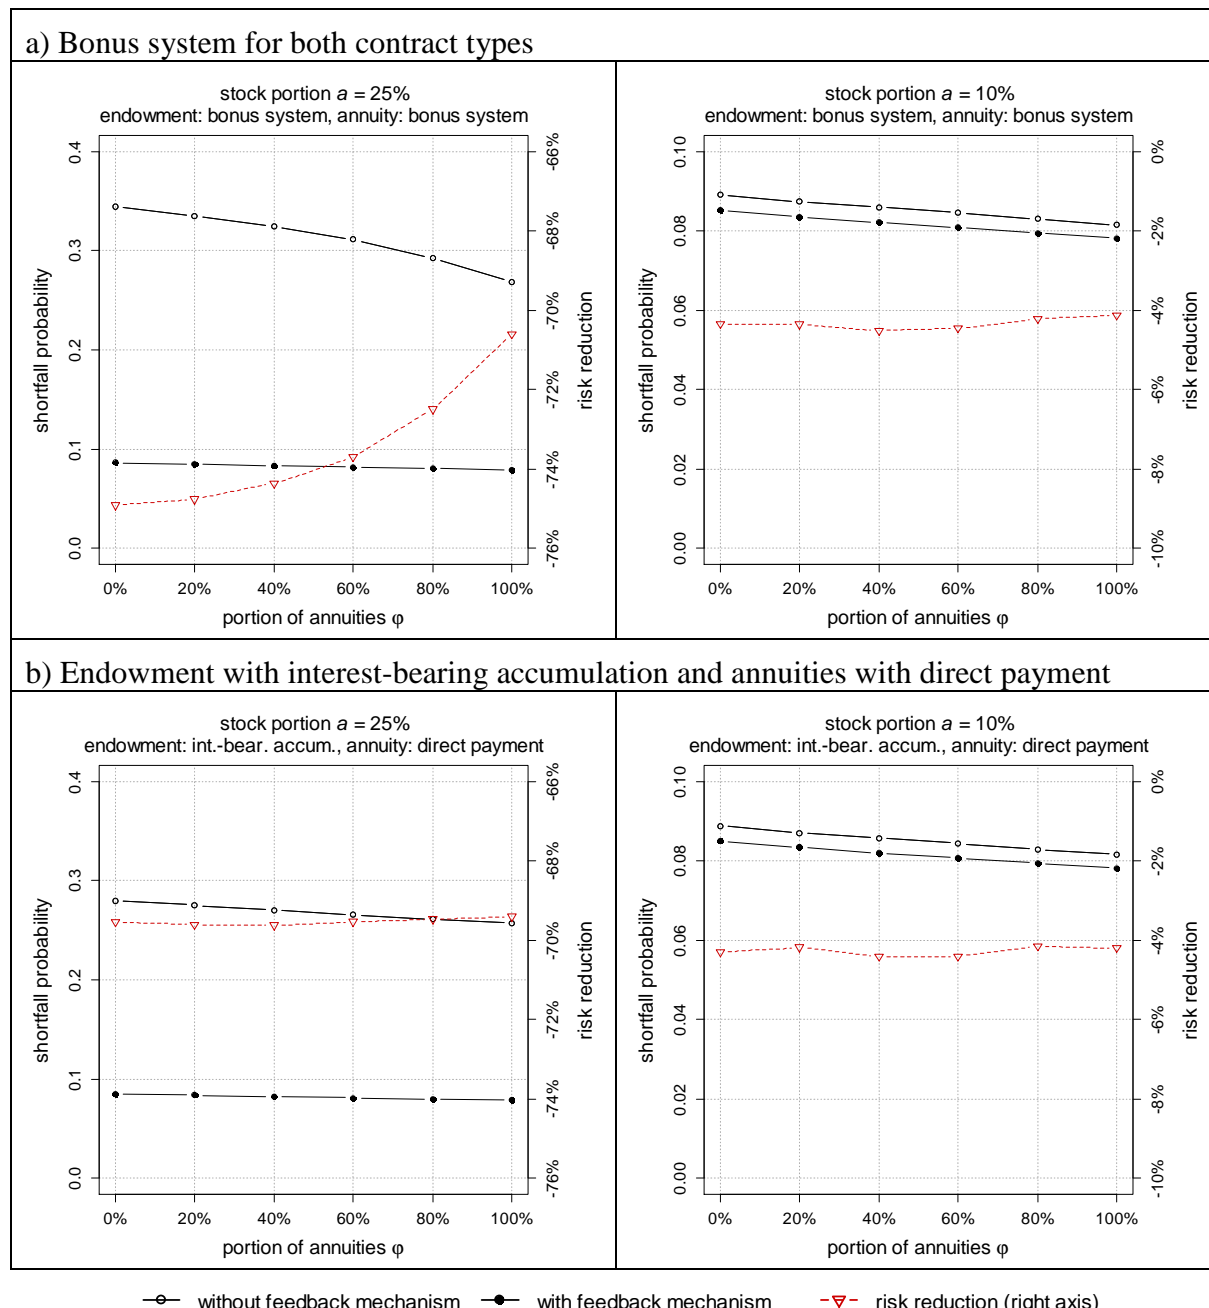 a) Bonus system for both contract types
stock portion a = 25%
endowment: bonus system, annuity: bonus system
0.4
0.3
0.2
0.1
0.0
shortfall probability
-66%
-68%
-70%
-72%
-74%
-76%
risk reduction
0% 20% 40% 60% 80% 100%
portion of annuities φ
stock portion a = 10%
endowment: bonus system, annuity: bonus system
0.10
0.08
0.06
0.04
0.02
0.00
shortfall probability
0%
-2%
-4%
-6%
-8%
-10%
risk reduction
0% 20% 40% 60% 80% 100%
portion of annuities φ
b) Endowment with interest-bearing accumulation and annuities with direct payment
stock portion a = 25%
endowment: int.-bear. accum., annuity: direct payment
0.4
0.3
0.2
0.1
0.0
shortfall probability
-66%
-68%
-70%
-72%
-74%
-76%
risk reduction
0% 20% 40% 60% 80% 100%
portion of annuities φ
stock portion a = 10%
endowment: int.-bear. accum., annuity: direct payment
0.10
0.08
0.06
0.04
0.02
0.00
shortfall probability
0%
-2%
-4%
-6%
-8%
-10%
risk reduction
0% 20% 40% 60% 80% 100%
portion of annuities φ
without feedback mechanism with feedback mechanism risk reduction (right axis)